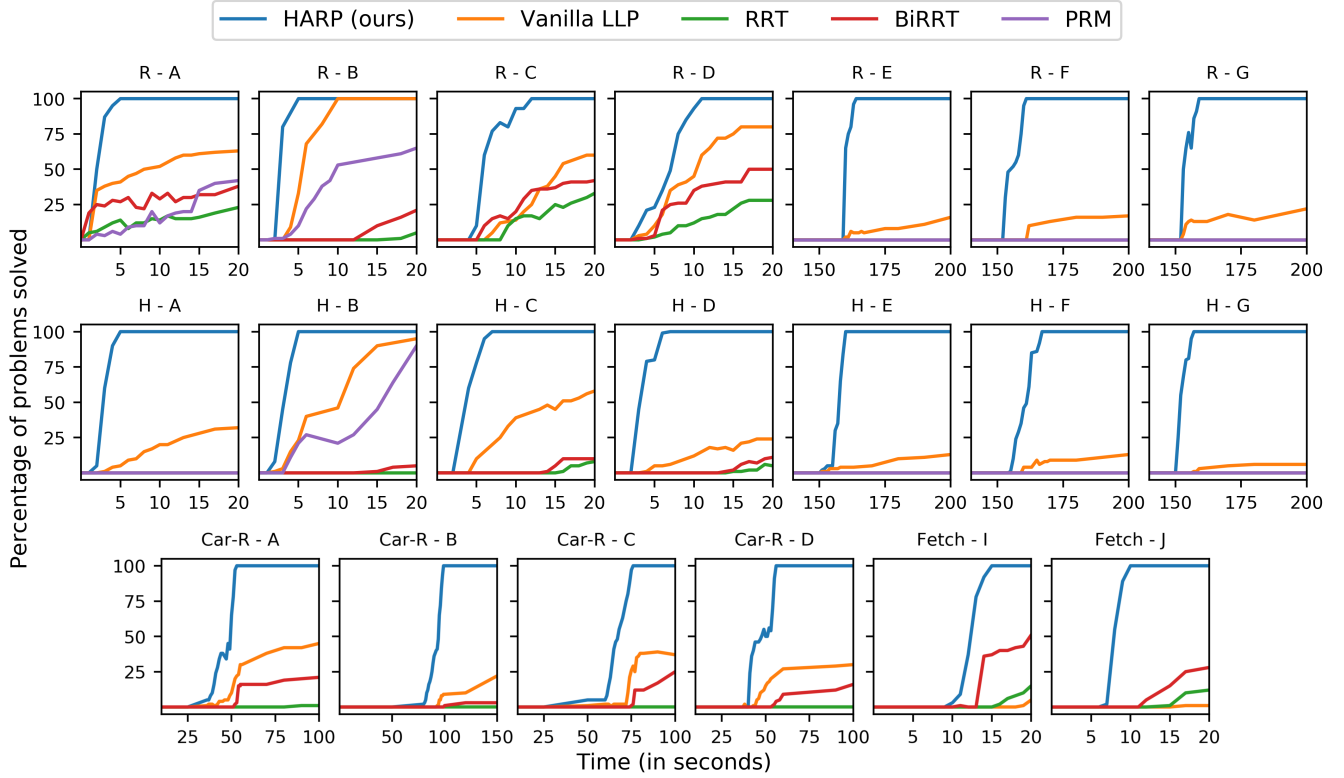 HARP (ours) Vanilla LLP RRT BiRRT PRM
R - A R - B R - C R - D R - E R - F R - G
100
75
50
25
5 10 15 20 5 10 15 20 5 10 15 20 5 10 15 20 150 175 200 150 175 200 150 175 200
H - A H - B H - C H - D H - E H - F H - G
100
75
50
25
5 10 15 20 5 10 15 20 5 10 15 20 5 10 15 20 150 175 200 150 175 200 150 175 200
Car-R - A Car-R - B Car-R - C Car-R - D Fetch - I Fetch - J
100
75
50
25
25 50 75 100 50 100 150 25 50 75 100 25 50 75 100 5 10 15 20 5 10 15 20
Percentage of problems solved
Time (in seconds)